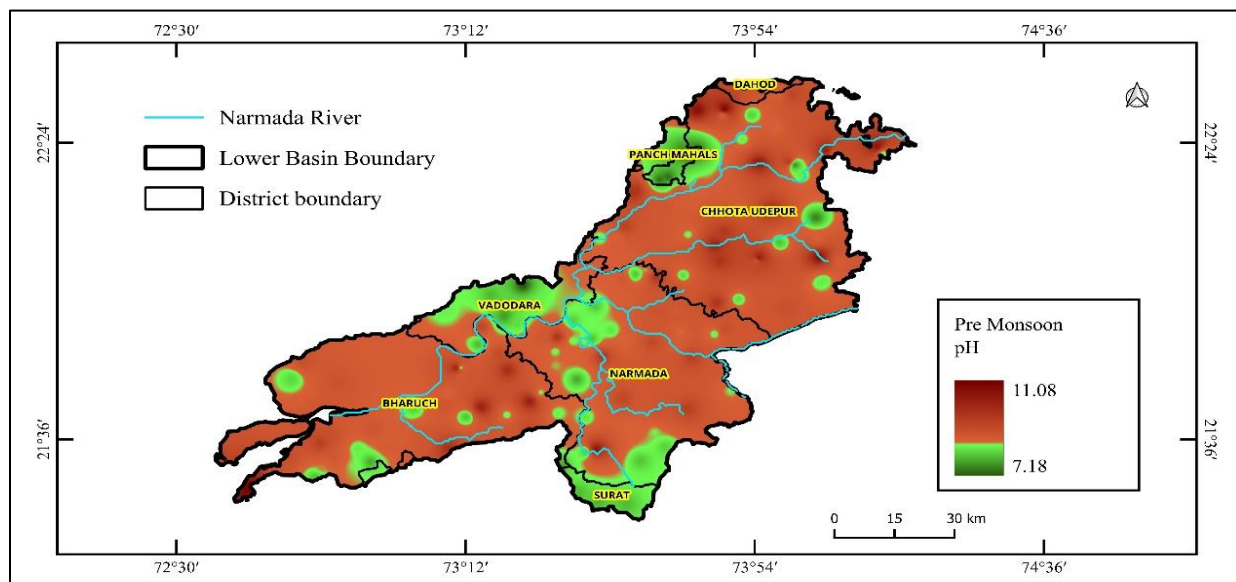 72°30′ 73°12′ 73°54′ 74°36′
Narmada River
Lower Basin Boundary
District boundary
22°24′
22°24′
DAHOD
PANCH MAHALS
CHHOTA UDEPUR
VADODARA
NARMADA
BHARUCH
SURAT
21°36′
21°36′
Pre Monsoon
pH
11.08
7.18
0 15 30 km
72°30′ 73°12′ 73°54′ 74°36′